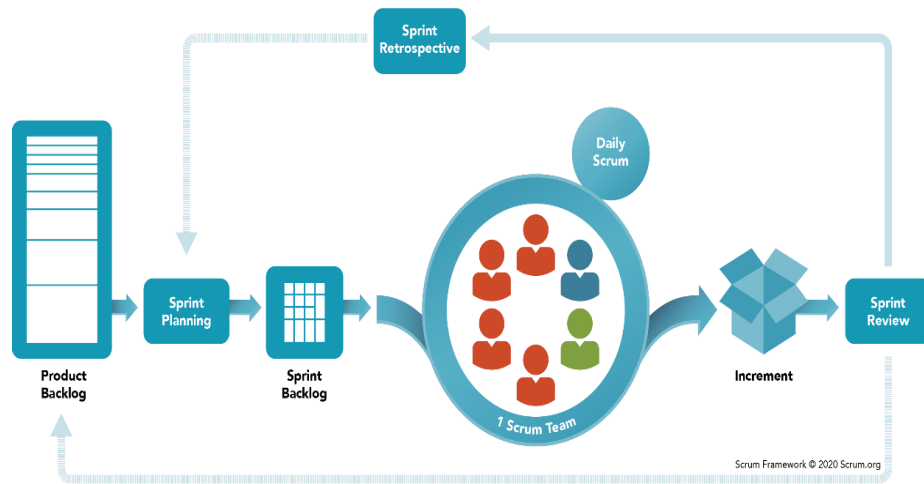 Sprint
Retrospective
Daily
Scrum
Sprint
Planning
Sprint
Review
Product
Backlog
Sprint
Backlog
Increment
1 Scrum Team
Scrum Framework © 2020 Scrum.org